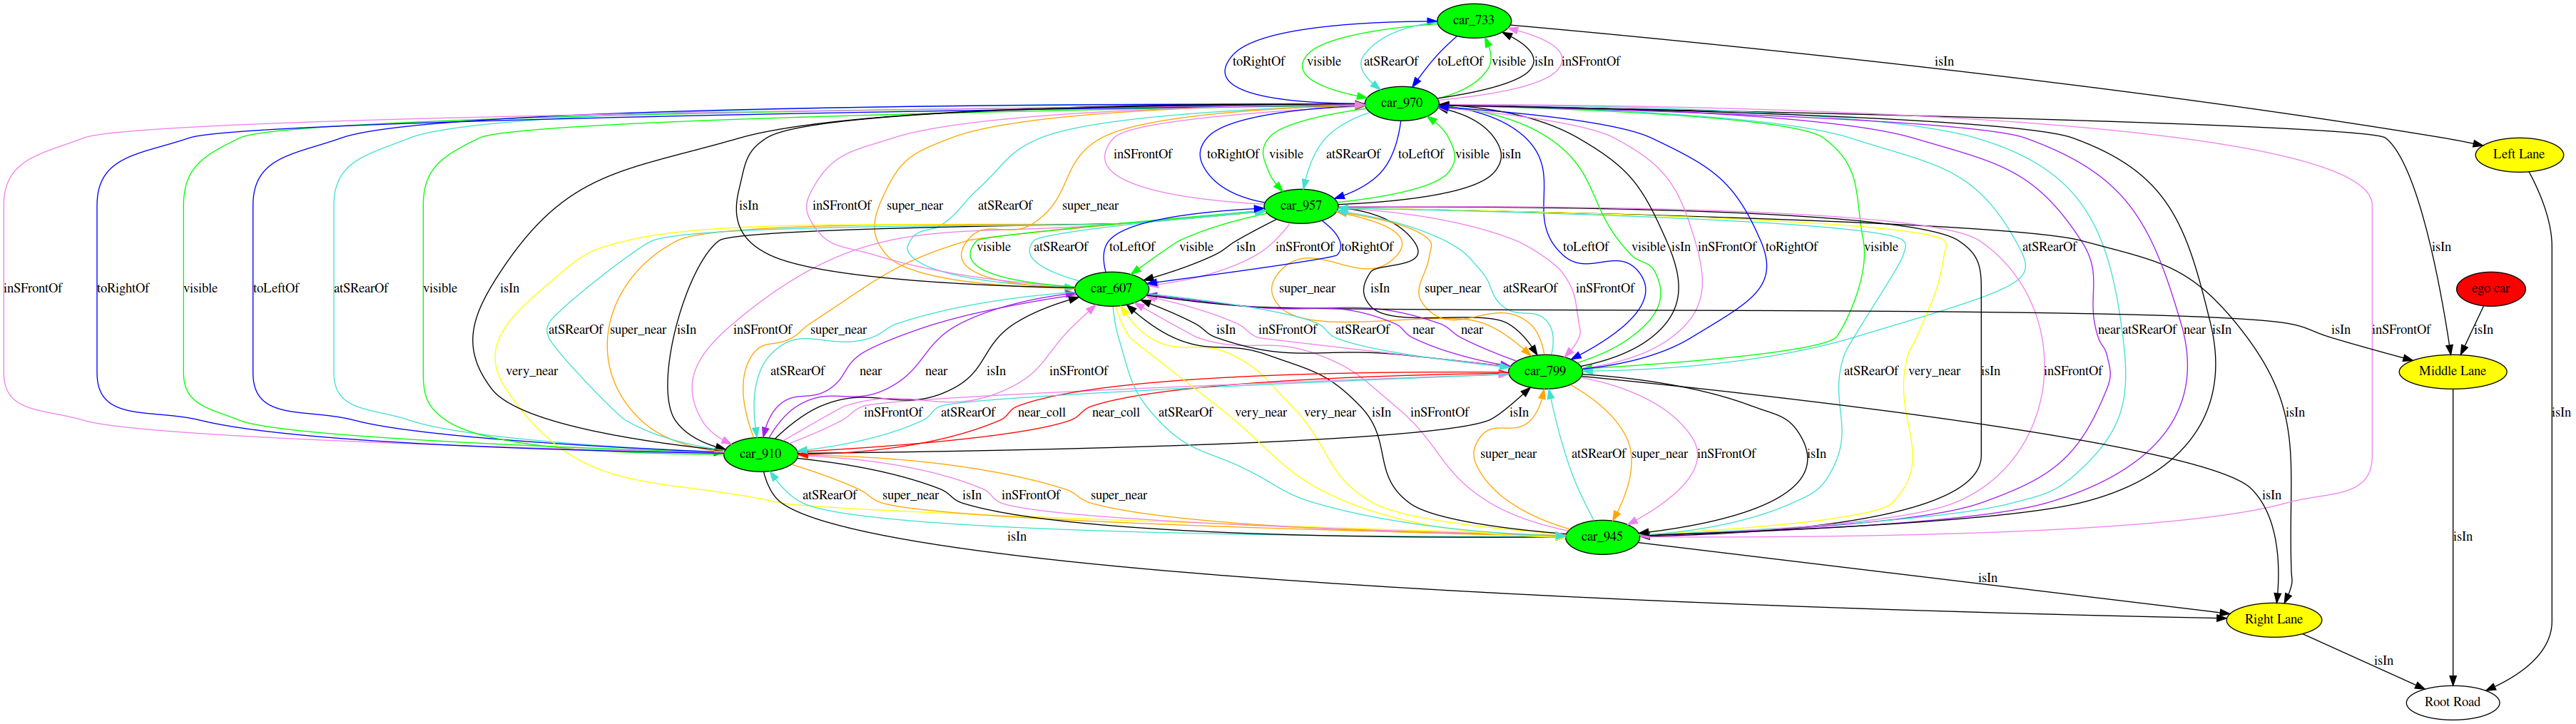 car_733
toRightOf visible atSRearOf toLeftOf visible isIn inSFrontOf isIn
car_970
inSFrontOf toRightOf visible atSRearOf toLeftOf visible isIn Left Lane
car_957
isIn inSFrontOf super_near atSRearOf super_near
visible atSRearOf visible isIn inSFrontOf toRightOf toLeftOf visible isIn inSFrontOf toRightOf visible atSRearOf isIn
toLeftOf
inSFrontOf toRightOf visible toLeftOf atSRearOf visible isIn car_607 super_near isIn super_near atSRearOf inSFrontOf ego car
atSRearOf super_near isIn inSFrontOf super_near isIn inSFrontOf atSRearOf near near near atSRearOf near isIn inSFrontOf isIn isIn
very_near atSRearOf near near isIn inSFrontOf car_799 atSRearOf very_near isIn inSFrontOf Middle Lane
inSFrontOf atSRearOf near_coll near_coll atSRearOf very_near very_near isIn inSFrontOf isIn isIn isIn
car_910 super_near atSRearOf super_near inSFrontOf isIn
atSRearOf super_near isIn inSFrontOf super_near isIn
isIn car_945 isIn
isIn
Right Lane
isIn
Root Road